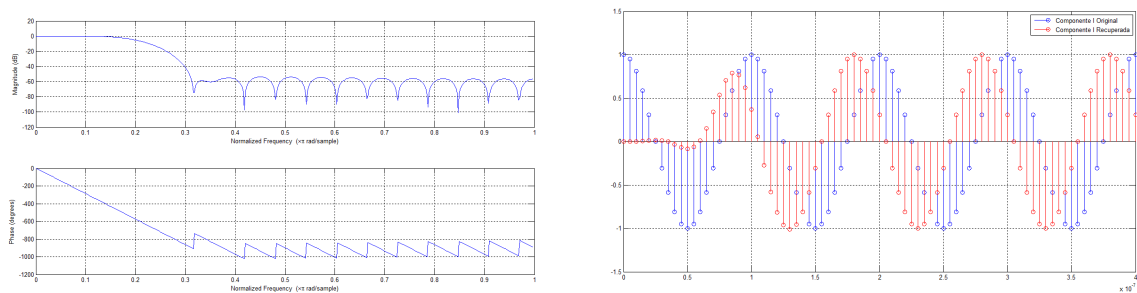 20
0
-20
-40
-60
-80
-100
-120
Magnitude (dB)
0 0.1 0.2 0.3 0.4 0.5 0.6 0.7 0.8 0.9 1
Normalized Frequency (×π rad/sample)
0
-200
-400
-600
-800
-1000
-1200
Phase (degrees)
0 0.1 0.2 0.3 0.4 0.5 0.6 0.7 0.8 0.9 1
Normalized Frequency (×π rad/sample)
1.5
1
0.5
0
-0.5
-1
-1.5
Componente I Original
Componente I Recuperada
0 0.5 1 1.5 2 2.5 3 3.5 4
x 10^-7